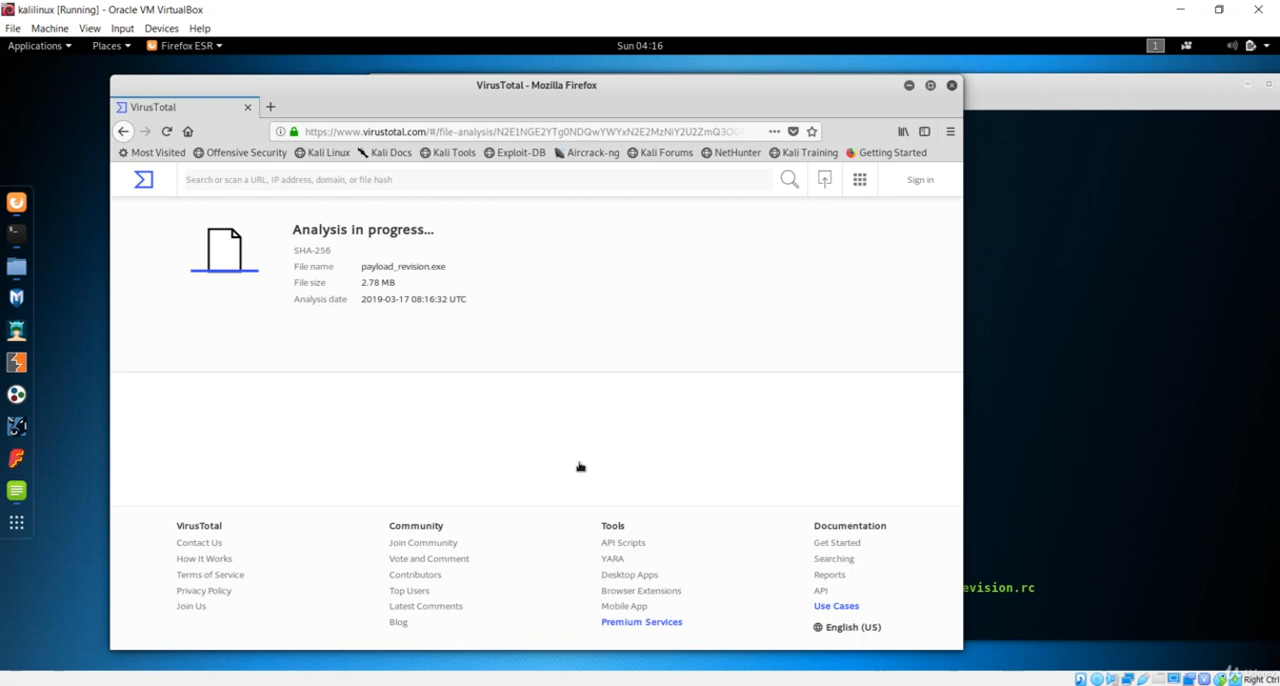 kalilinux [Running] - Oracle VM VirtualBox
File Machine View Input Devices Help
Applications Places Firefox ESR Sun 04:16 1
VirusTotal - Mozilla Firefox
VirusTotal
https://www.virustotal.com/#/file-analysis/N2E1NGE2YTg0NDQwYWYxN2E2MzNiY2U2ZmQ3OG
Most Visited Offensive Security Kali Linux Kali Docs Kali Tools Exploit-DB Aircrack-ng Kali Forums NetHunter Kali Training Getting Started
Search or scan a URL, IP address, domain, or file hash Sign in
Analysis in progress...
SHA-256
File name payload_revision.exe
File size 2.78 MB
Analysis date 2019-03-17 08:16:32 UTC
VirusTotal Community Tools Documentation
Contact Us Join Community API Scripts Get Started
How It Works Vote and Comment YARA Searching
Terms of Service Contributors Desktop Apps Reports
evision.rc
Privacy Policy Top Users Browser Extensions API
Join Us Latest Comments Mobile App Use Cases
Blog Premium Services English (US)
Right Ctrl